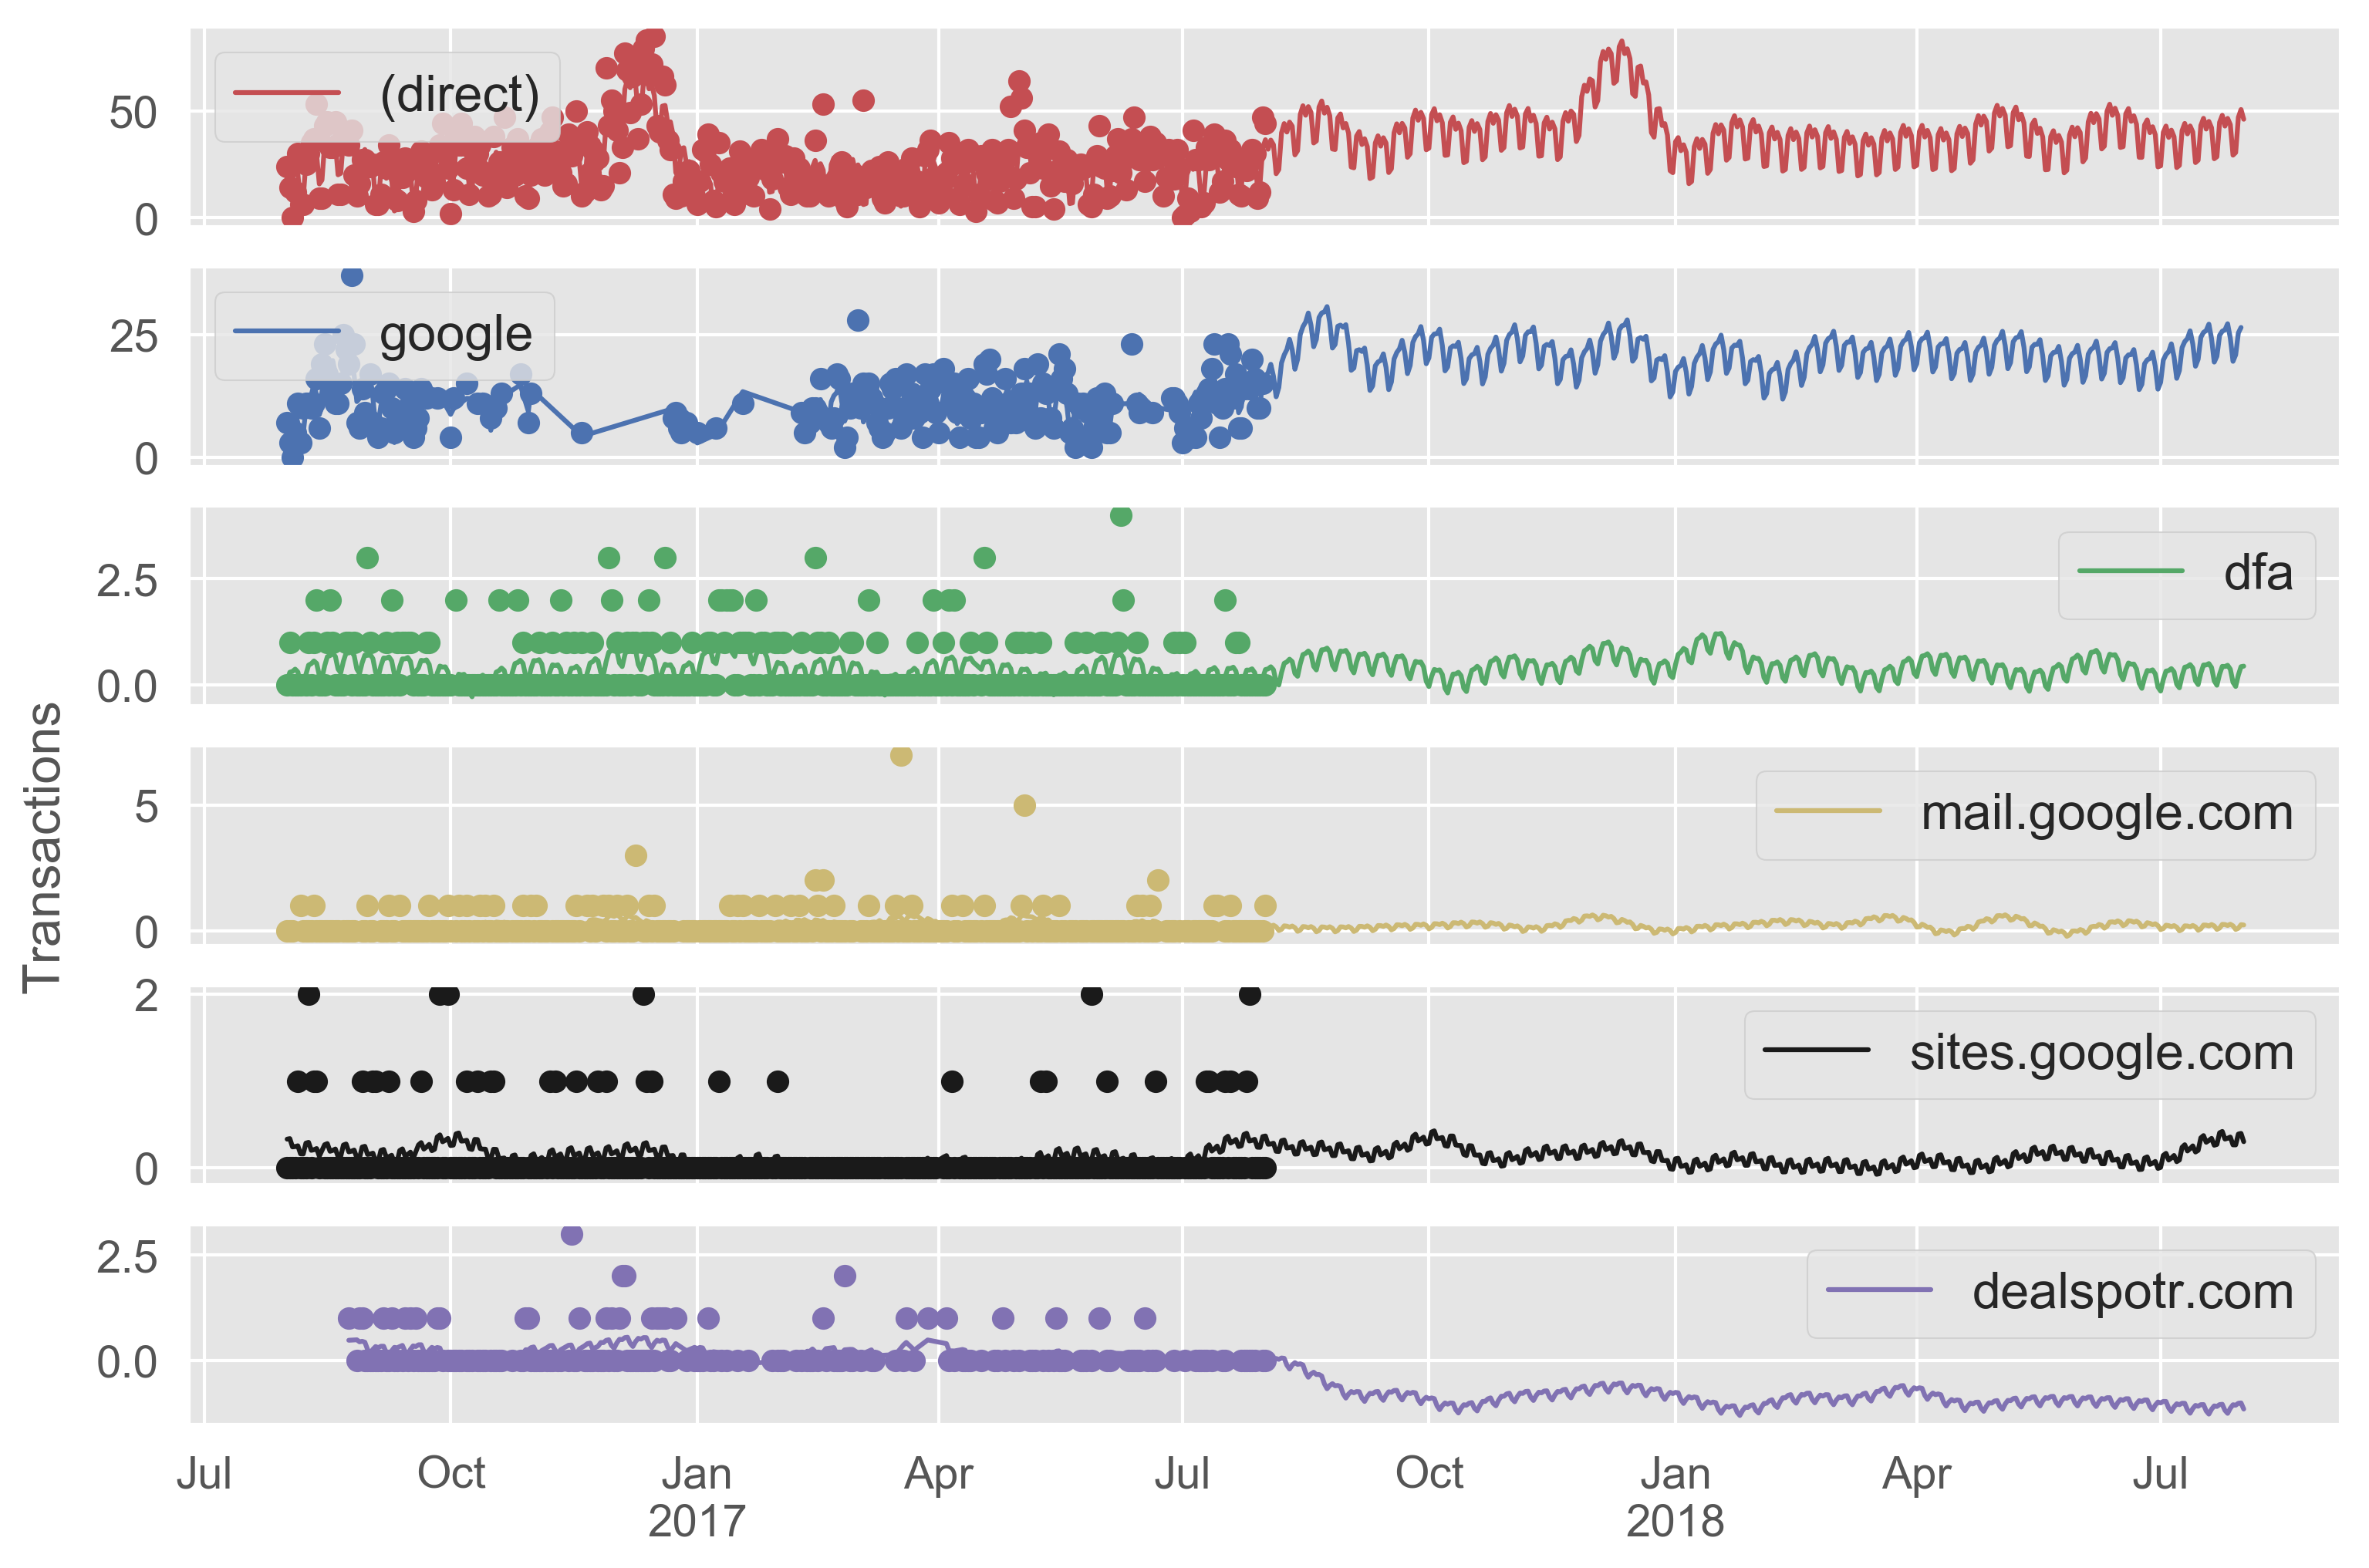 50
0
(direct)
25
0
google
2.5
0.0
dfa
5
0
mail.google.com
2
0
sites.google.com
2.5
0.0
dealspotr.com
Transactions
Jul Oct Jan Apr Jul Oct Jan Apr Jul
2017 2018